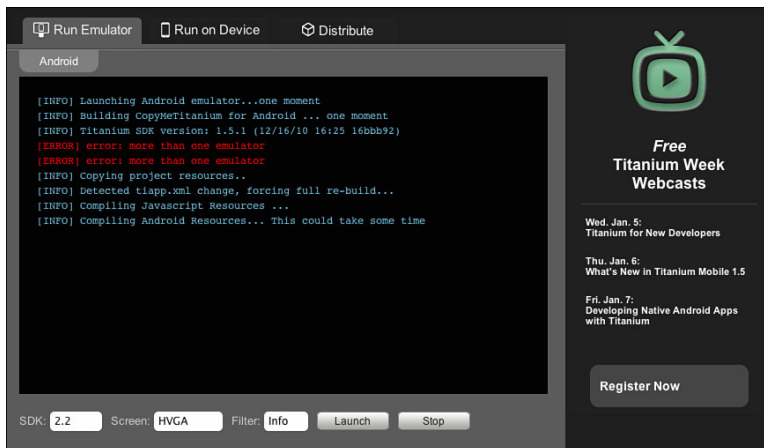 Run Emulator
Run on Device
Distribute
Android
[INFO] Launching Android emulator...one moment
[INFO] Building CopyMeTitanium for Android ... one moment
[INFO] Titanium SDK version: 1.5.1 (12/16/10 16:25 16bbb92)
[ERROR] error: more than one emulator
[ERROR] error: more than one emulator
[INFO] Copying project resources..
[INFO] Detected tiapp.xml change, forcing full re-build...
[INFO] Compiling Javascript Resources ...
[INFO] Compiling Android Resources... This could take some time
SDK: 2.2 Screen: HVGA Filter: Info Launch Stop
Free
Titanium Week
Webcasts
Wed. Jan. 5:
Titanium for New Developers
Thu. Jan. 6:
What's New in Titanium Mobile 1.5
Fri. Jan. 7:
Developing Native Android Apps
with Titanium
Register Now